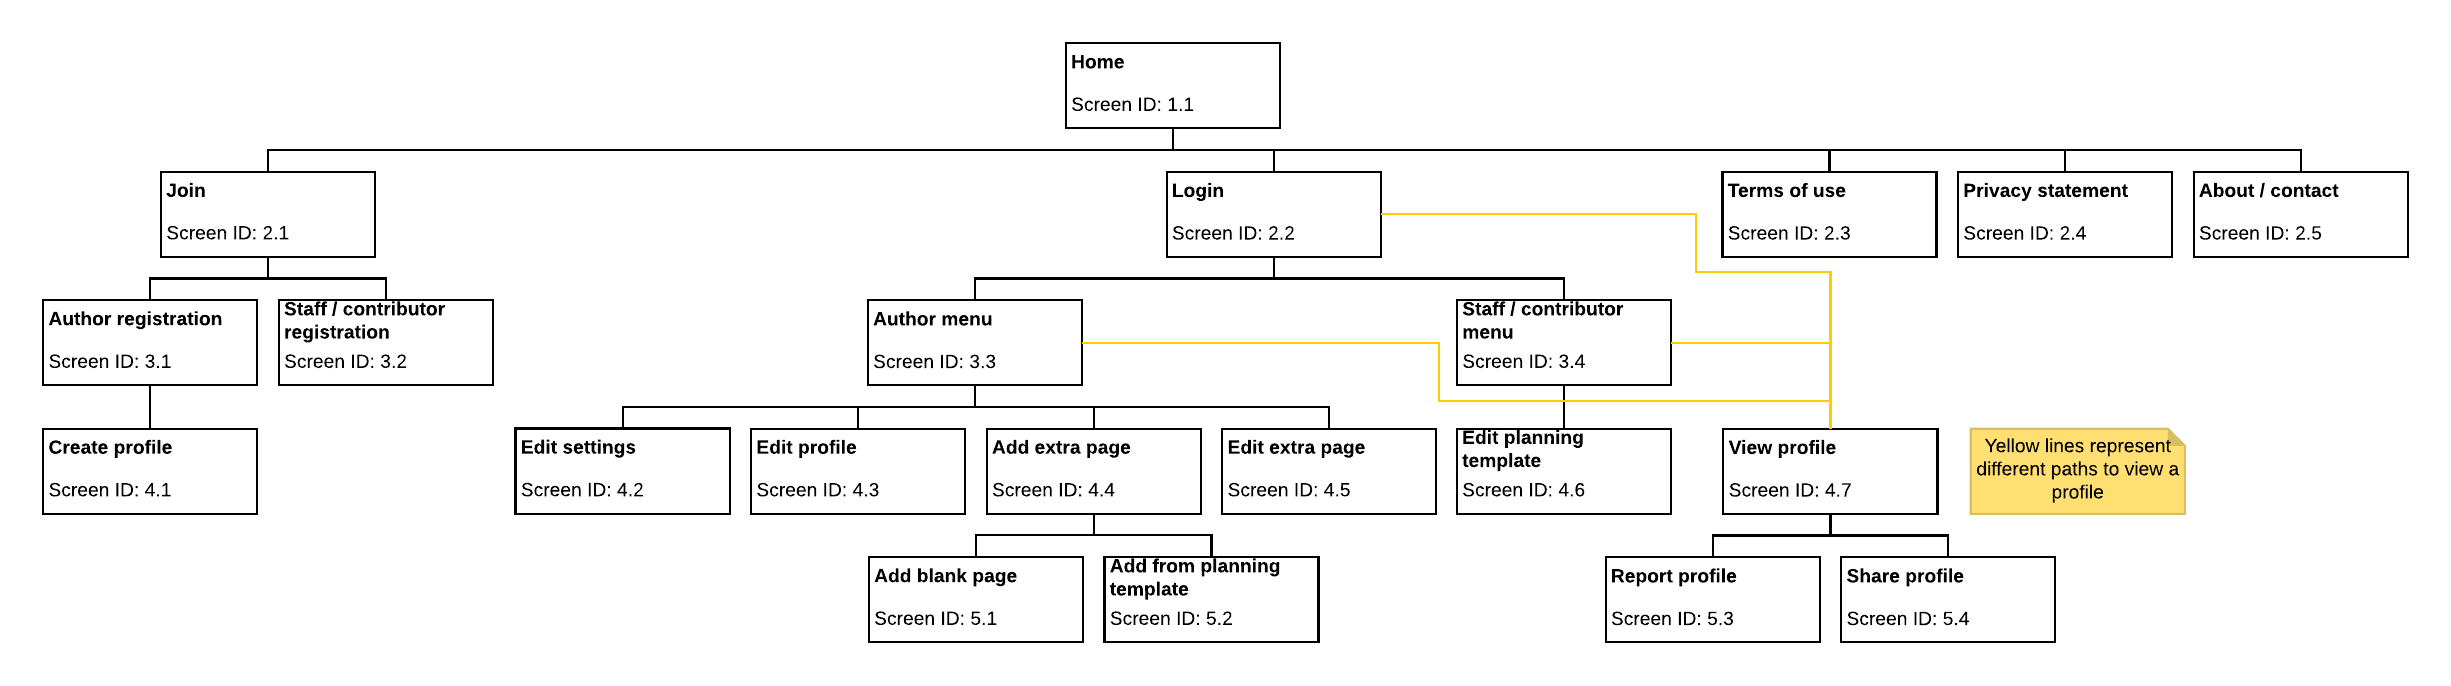 Home
Screen ID: 1.1
Join
Screen ID: 2.1
Login
Screen ID: 2.2
Terms of use
Screen ID: 2.3
Privacy statement
Screen ID: 2.4
About / contact
Screen ID: 2.5
Author registration
Screen ID: 3.1
Staff / contributor
registration
Screen ID: 3.2
Author menu
Screen ID: 3.3
Staff / contributor
menu
Screen ID: 3.4
Create profile
Screen ID: 4.1
Edit settings
Screen ID: 4.2
Edit profile
Screen ID: 4.3
Add extra page
Screen ID: 4.4
Edit extra page
Screen ID: 4.5
Edit planning
template
Screen ID: 4.6
View profile
Screen ID: 4.7
Yellow lines represent
different paths to view a
profile
Add blank page
Screen ID: 5.1
Add from planning
template
Screen ID: 5.2
Report profile
Screen ID: 5.3
Share profile
Screen ID: 5.4